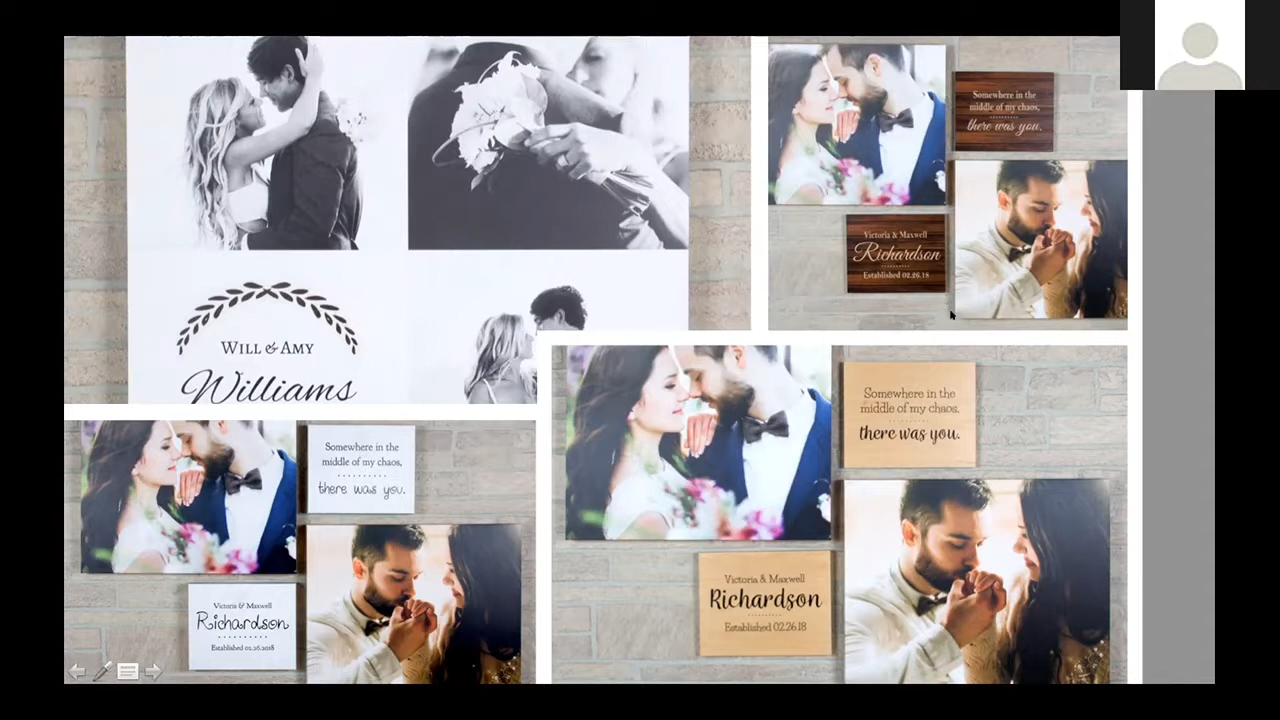 WILL & AMY
Williams
Somewhere in the
middle of my chaos,
there was you.
Victoria & Maxwell
Richardson
Established 02.26.18
Somewhere in the
middle of my chaos,
there was you.
Victoria & Maxwell
Richardson
Established 02.26.2018
Somewhere in the
middle of my chaos,
there was you.
Victoria & Maxwell
Richardson
Established 02.26.18